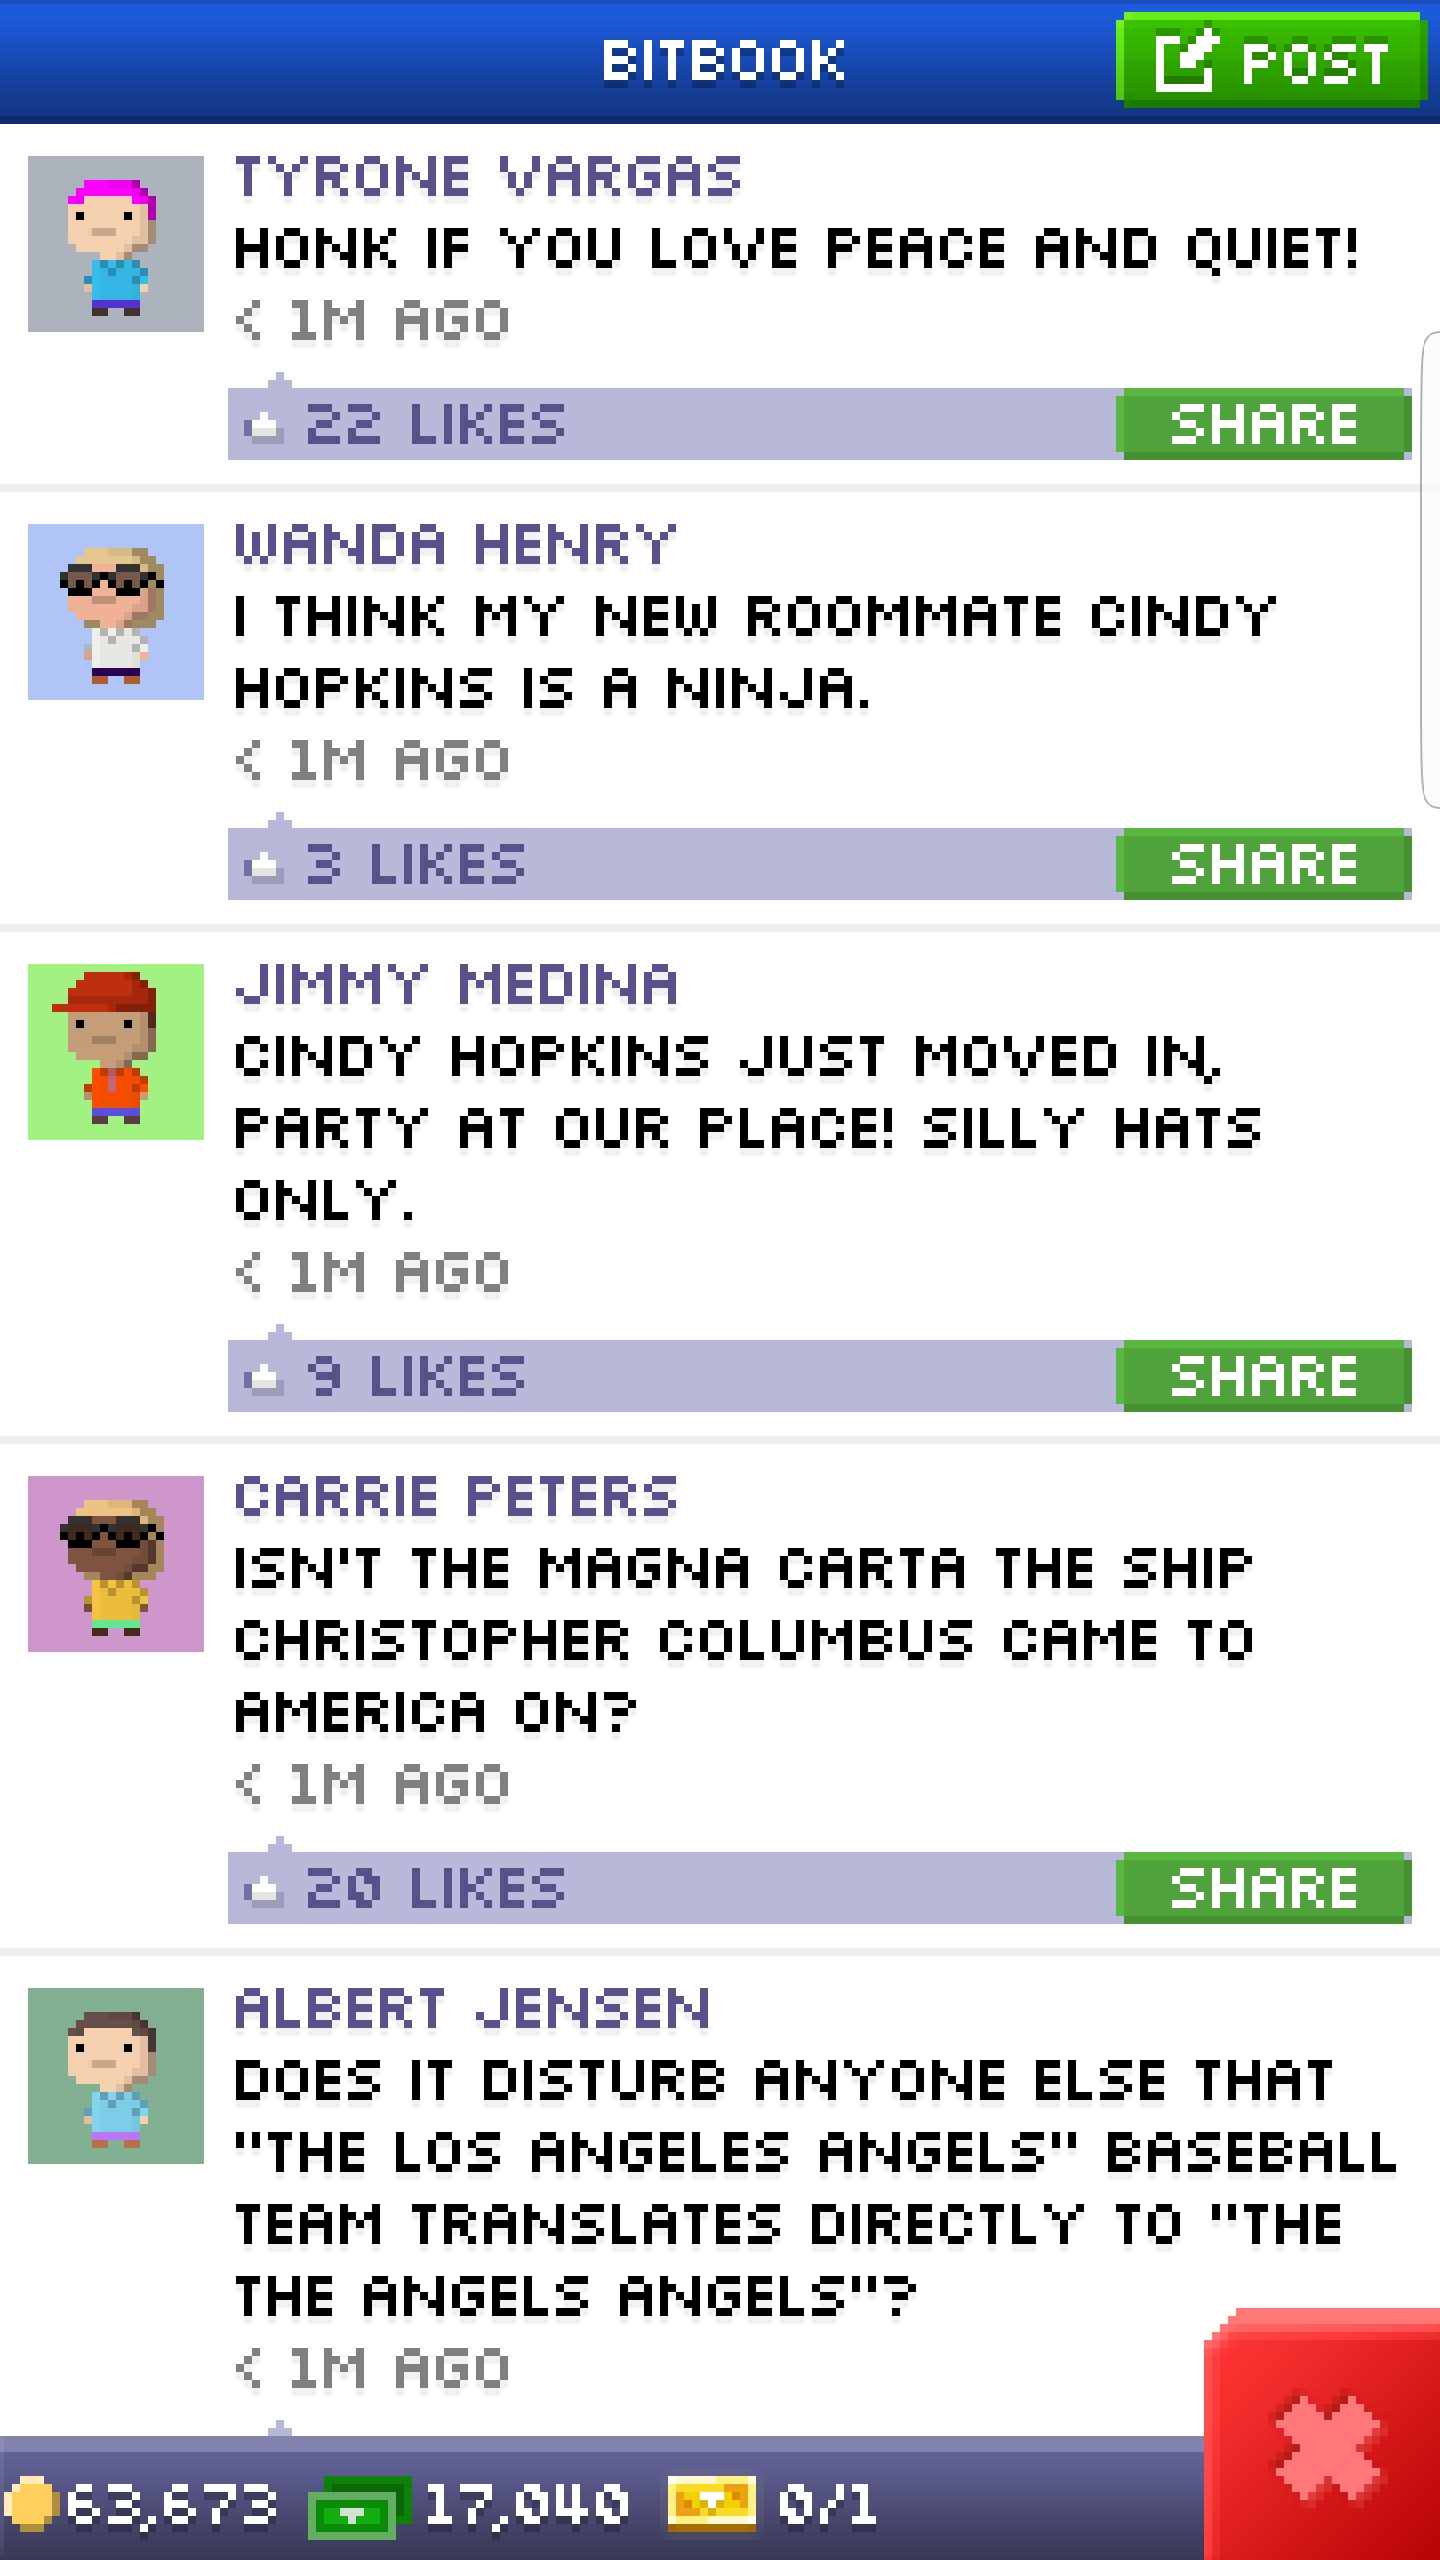 BITBOOK
POST
TYRONE VARGAS
HONK IF YOU LOVE PEACE AND QUIET!
< 1M AGO
22 LIKES
SHARE
WANDA HENRY
I THINK MY NEW ROOMMATE CINDY
HOPKINS IS A NINJA.
< 1M AGO
3 LIKES
SHARE
JIMMY MEDINA
CINDY HOPKINS JUST MOVED IN,
PARTY AT OUR PLACE! SILLY HATS
ONLY.
< 1M AGO
9 LIKES
SHARE
CARRIE PETERS
ISN'T THE MAGNA CARTA THE SHIP
CHRISTOPHER COLUMBUS CAME TO
AMERICA ON?
< 1M AGO
20 LIKES
SHARE
ALBERT JENSEN
DOES IT DISTURB ANYONE ELSE THAT
"THE LOS ANGELES ANGELS" BASEBALL
TEAM TRANSLATES DIRECTLY TO "THE
THE ANGELS ANGELS"?
< 1M AGO
63,673 17,040 0/1